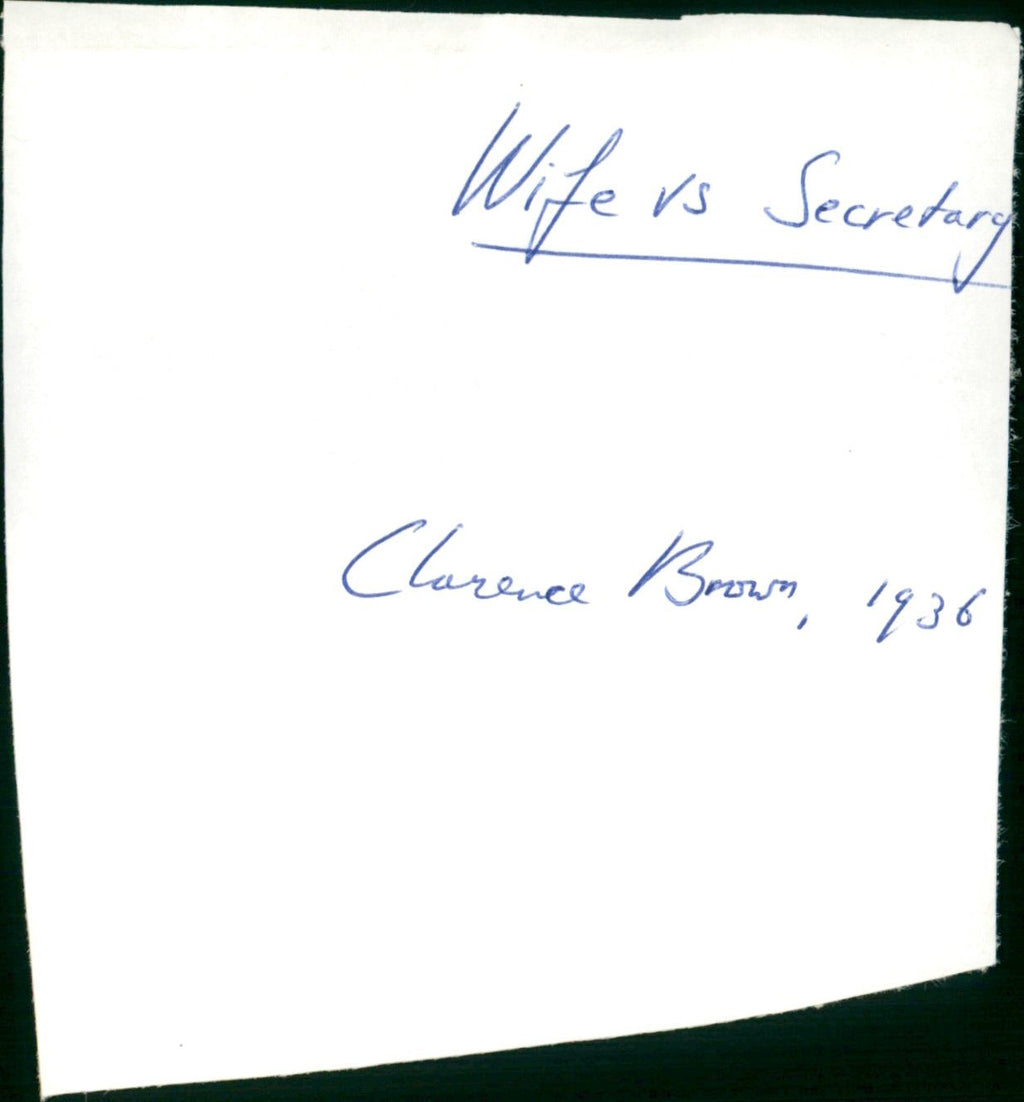 Wife vs Secretary
Clarence Brown, 1936